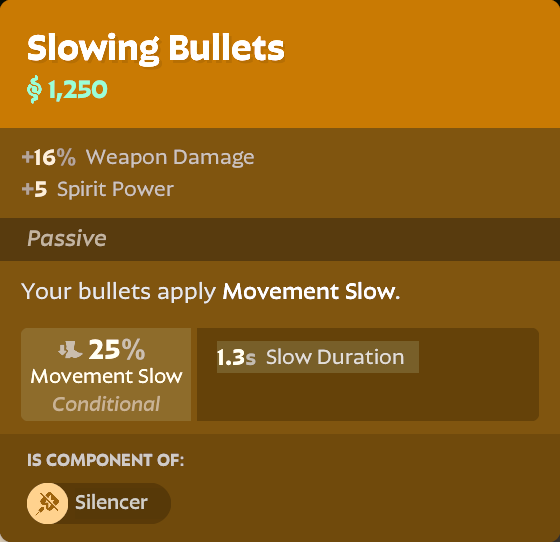 Slowing Bullets
1,250
+16% Weapon Damage
+5 Spirit Power
Passive
Your bullets apply Movement Slow.
25%
Movement Slow
Conditional
1.3s Slow Duration
IS COMPONENT OF:
Silencer